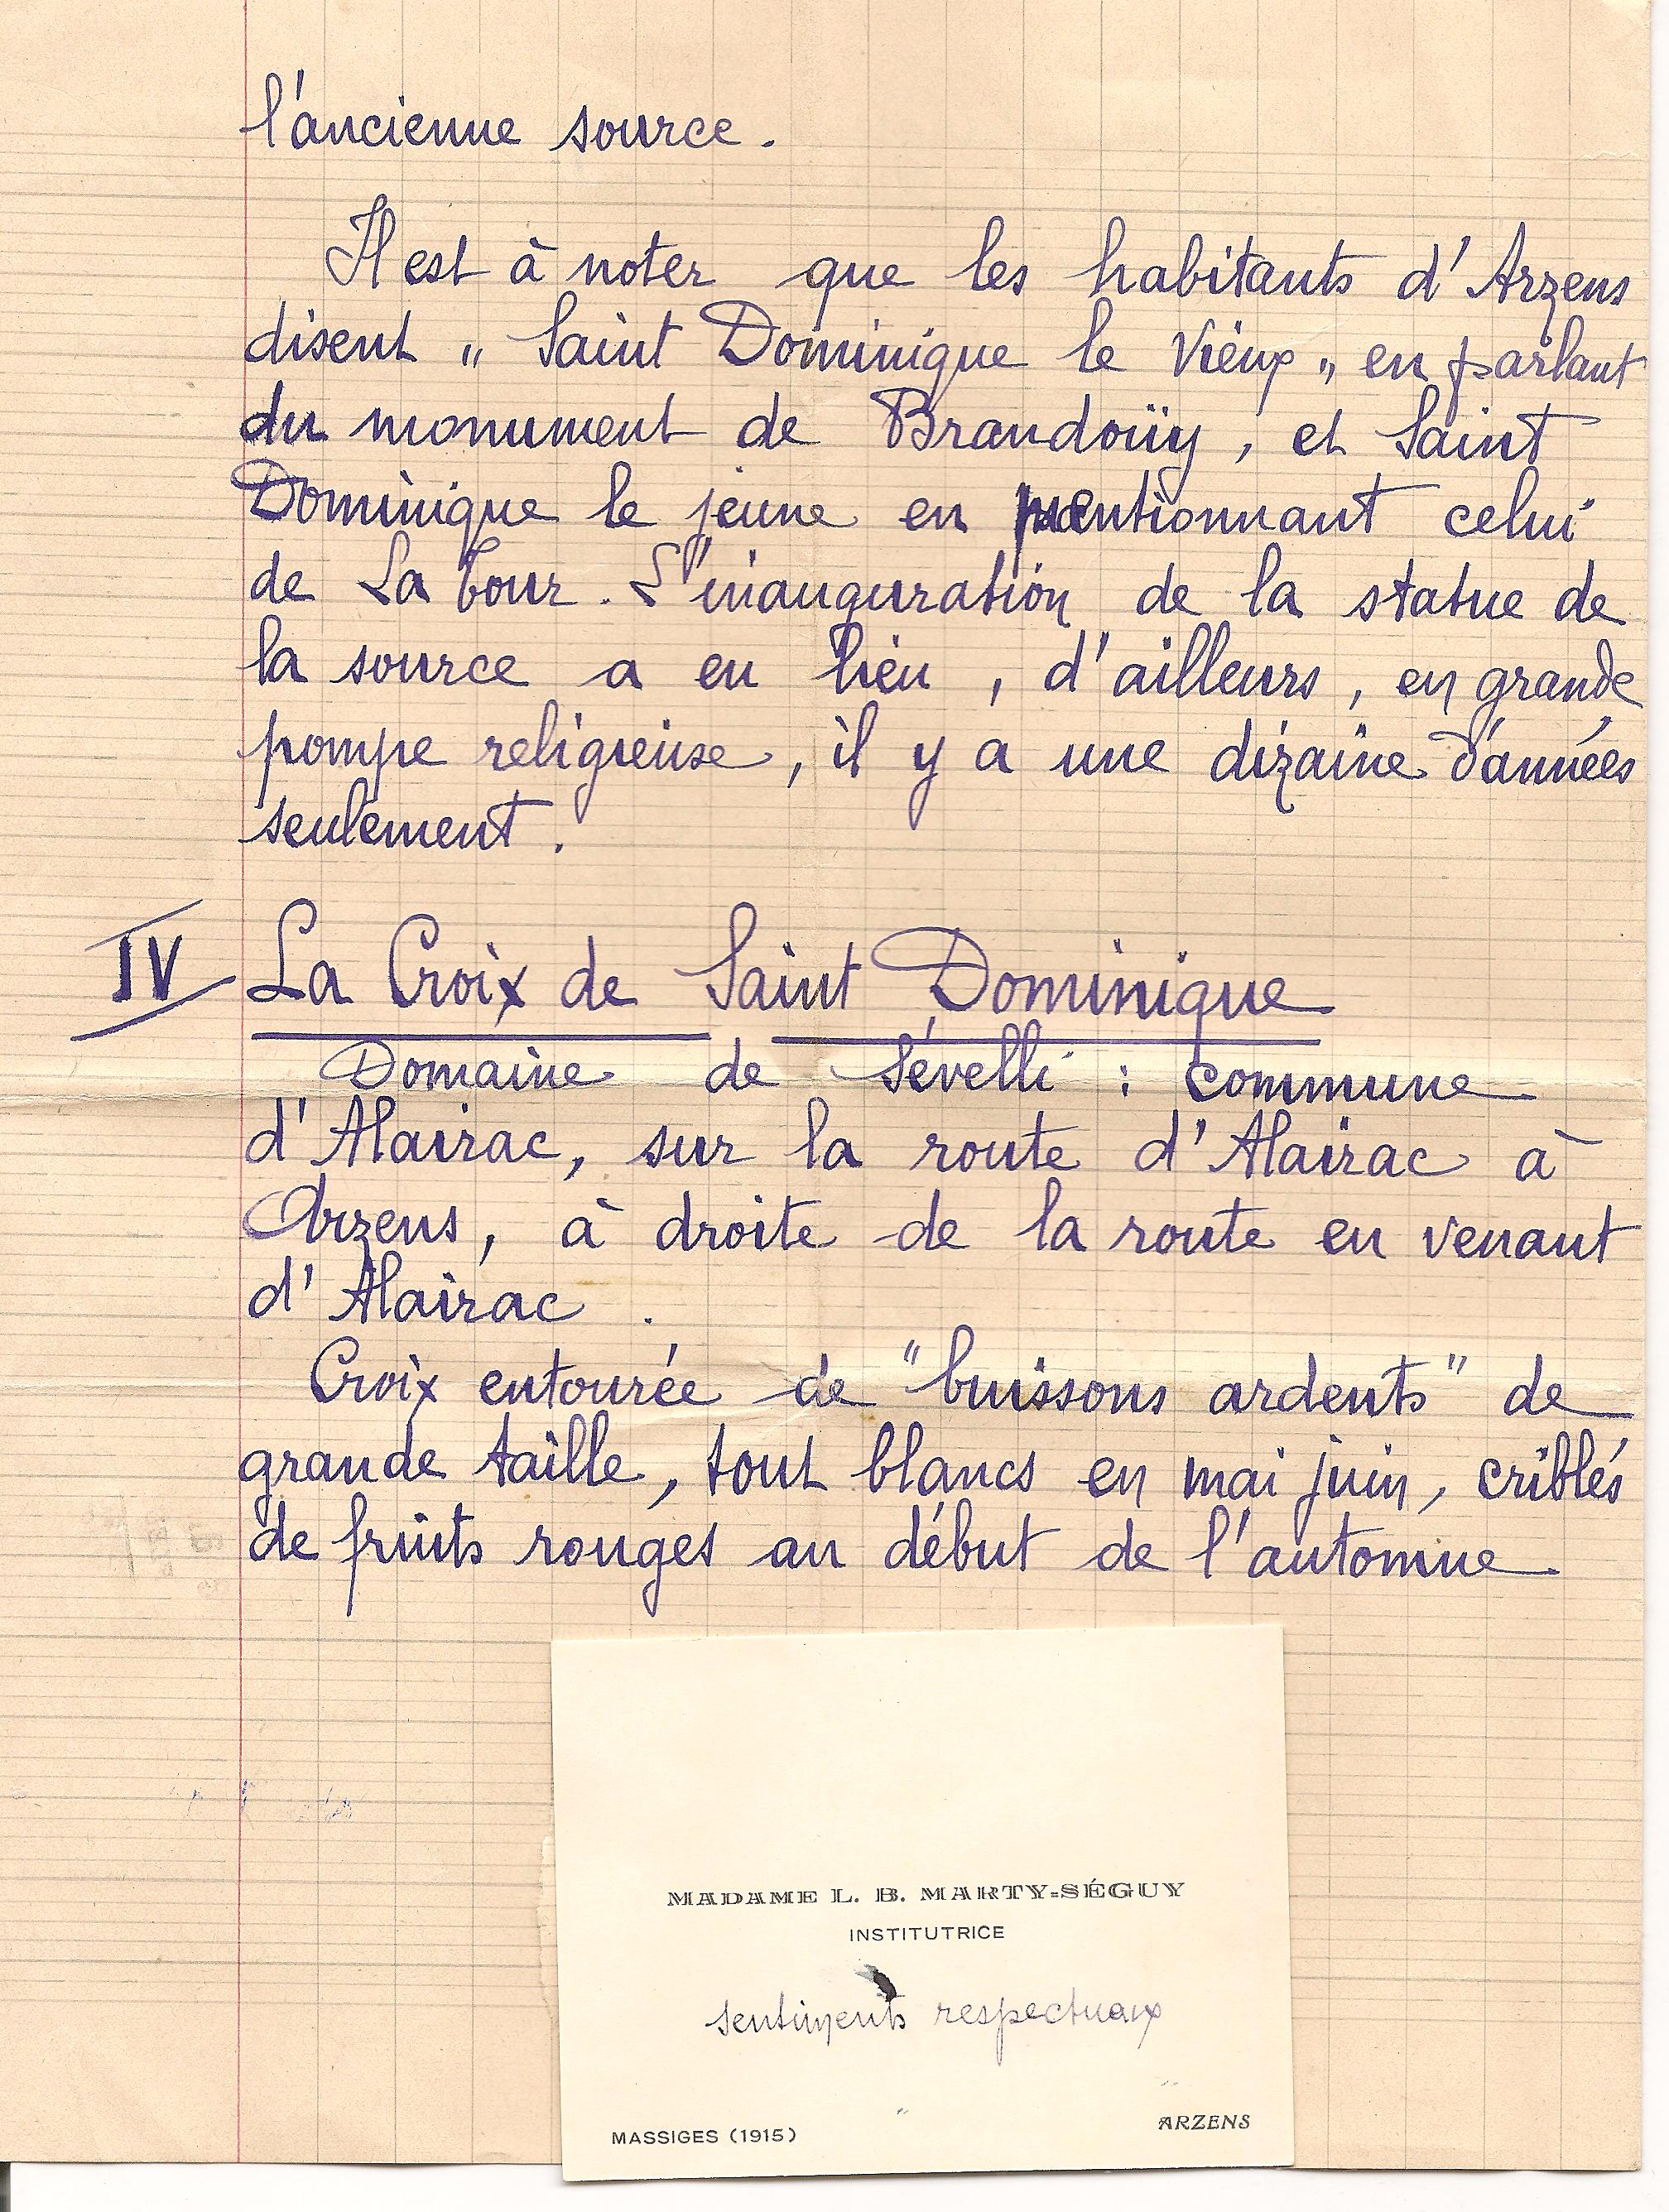 l'ancienne source.
Il est à noter que les habitants d'Arzens
disent „ Saint Dominique le Vieux „ en parlant
du monument de Brandoüy, et Saint
Dominique le jeune en mentionnant celui
de La Tour. L'inauguration de la statue de
la source a eu lieu, d'ailleurs, en grande
pompe religieuse, il y a une dizaine d'années
seulement.
IV La Croix de Saint Dominique
Domaine de Sévelli : commune
d'Alairac, sur la route d'Alairac à
Arzens, à droite de la route en venant
d'Alairac.
Croix entourée de "buissons ardents" de
grande taille, tout blancs en mai juin, criblés
de fruits rouges au début de l'automne.
MADAME L. B. MARTY-SÉGUY
INSTITUTRICE
sentiments respectuaux
MASSIGES (1915)
ARZENS